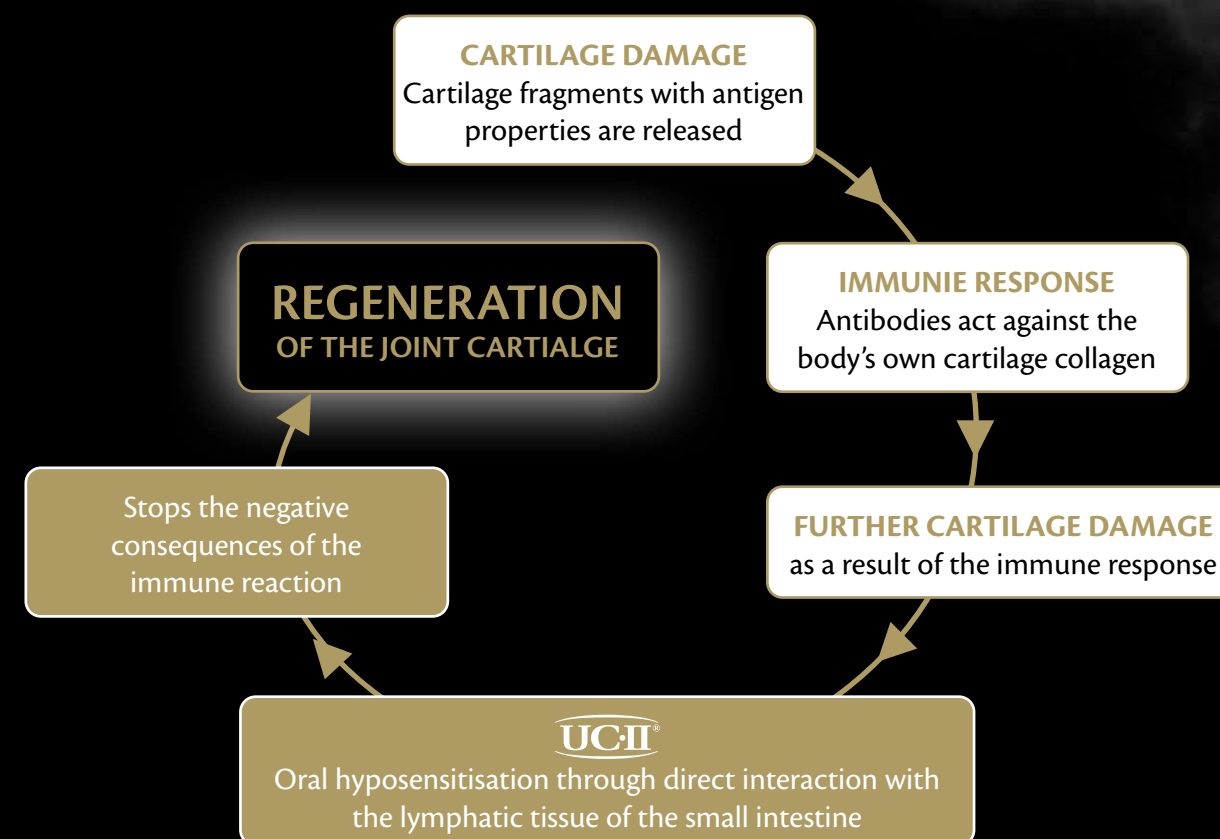 CARTILAGE DAMAGE
Cartilage fragments with antigen
properties are released
IMMUNIE RESPONSE
Antibodies act against the
body's own cartilage collagen
FURTHER CARTILAGE DAMAGE
as a result of the immune response
UC·II®
Oral hyposensitisation through direct interaction with
the lymphatic tissue of the small intestine
Stops the negative
consequences of the
immune reaction
REGENERATION
OF THE JOINT CARTIALGE